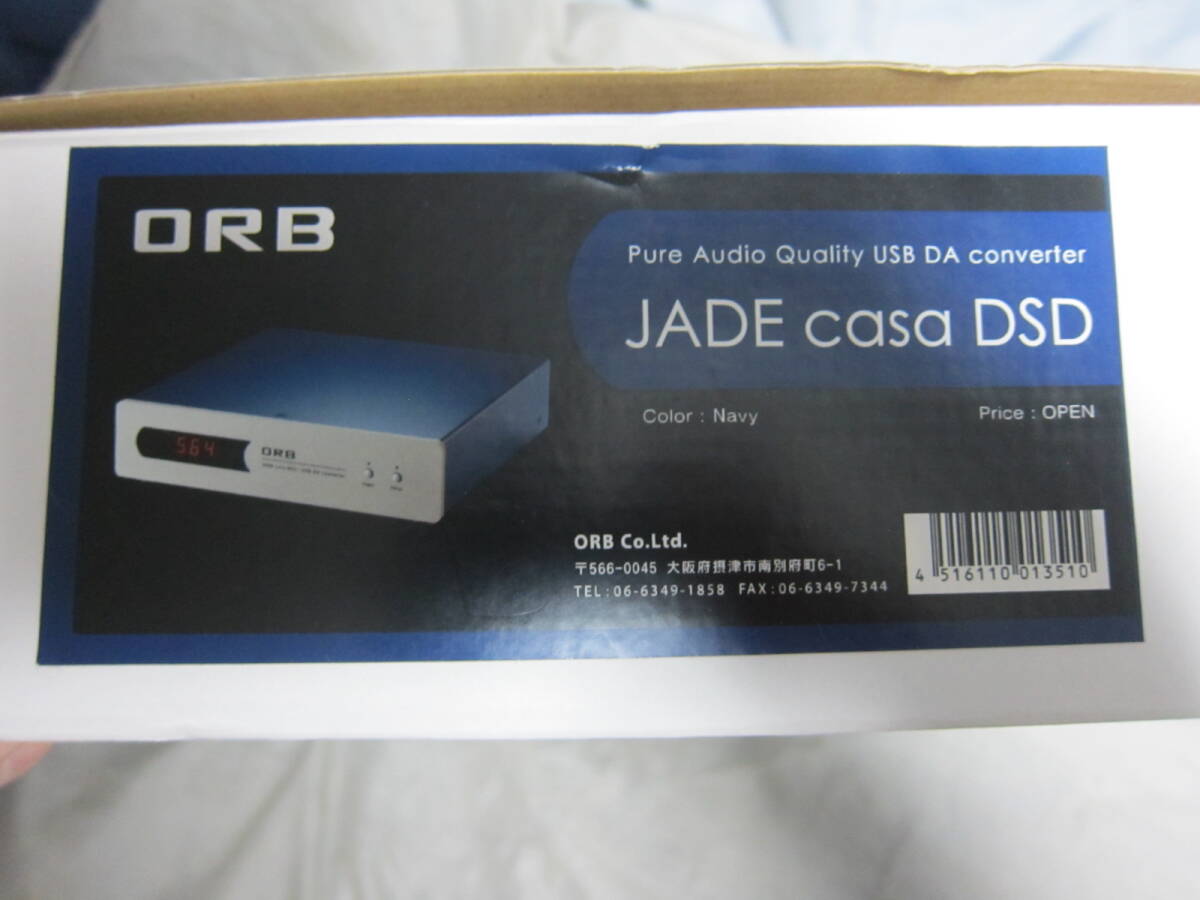 ORB
Pure Audio Quality USB DA converter
JADE casa DSD
Color : Navy
Price : OPEN
564
ORB
ORB Co.Ltd.
〒566-0045 大阪府摂津市南別府町6-1
TEL:06-6349-1858 FAX:06-6349-7344
4 516110 013510